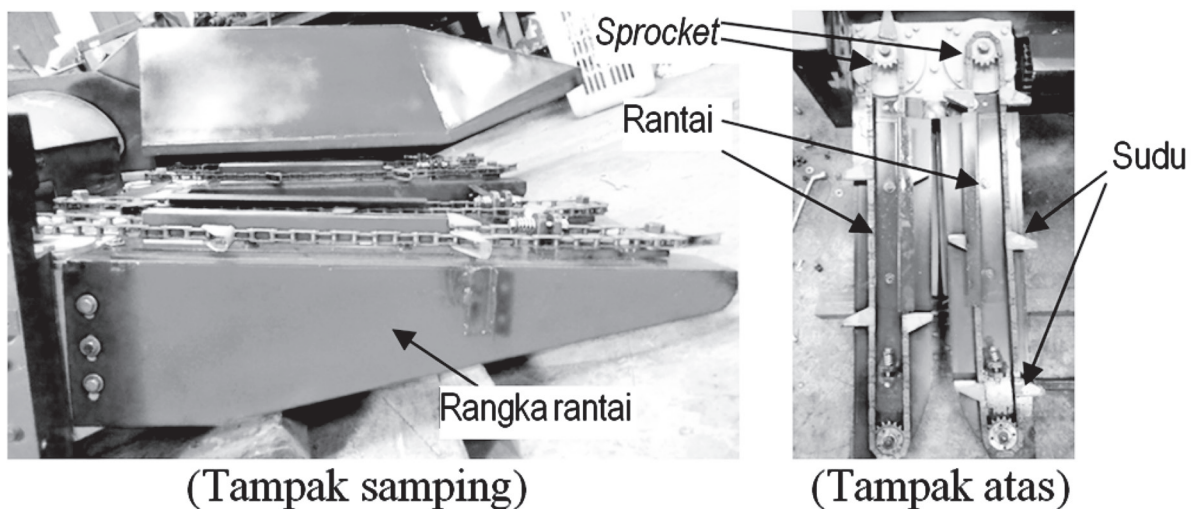 Sprocket
Rantai
Sudu
Rangka rantai
(Tampak samping)
(Tampak atas)